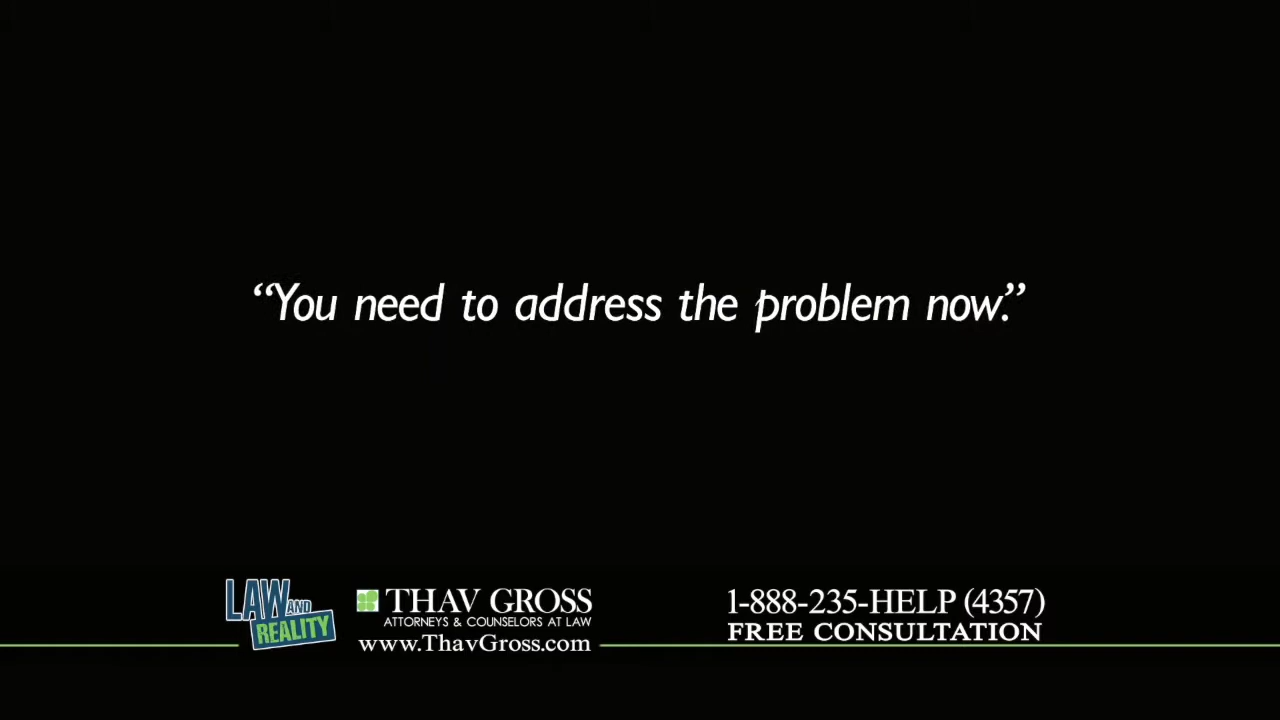 “You need to address the problem now.”
LAW AND REALITY
THAV GROSS
ATTORNEYS & COUNSELORS AT LAW
www.ThavGross.com
1-888-235-HELP (4357)
FREE CONSULTATION